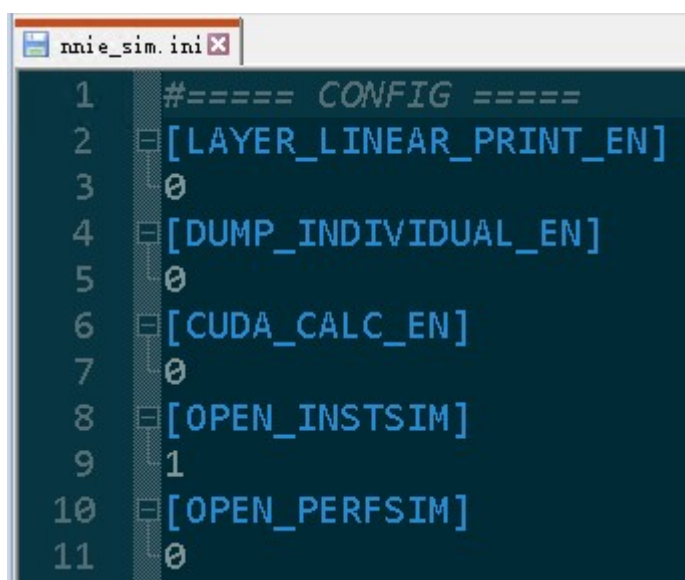 nnie_sim.ini
1 #===== CONFIG =====
2 [LAYER_LINEAR_PRINT_EN]
3 0
4 [DUMP_INDIVIDUAL_EN]
5 0
6 [CUDA_CALC_EN]
7 0
8 [OPEN_INSTSIM]
9 1
10 [OPEN_PERFSIM]
11 0